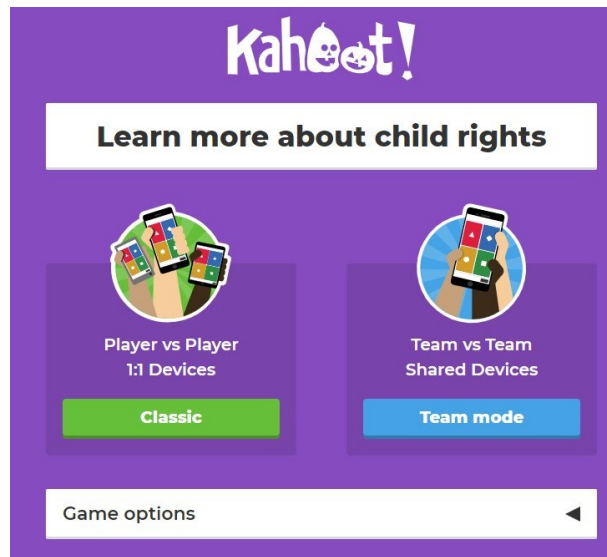 Kahoot!
Learn more about child rights
Player vs Player
1:1 Devices
Classic
Team vs Team
Shared Devices
Team mode
Game options